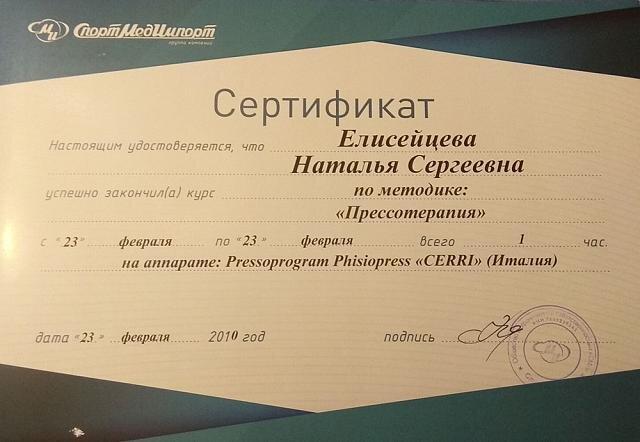 СпортМедИмпорт
группа компаний
Сертификат
Настоящим удостоверяется, что Елисейцева
Наталья Сергеевна
успешно закончил(а) курс по методике:
«Прессотерапия»
с «23» февраля по «23» февраля всего 1 час.
на аппарате: Pressoprogram Phisiopress «CERRI» (Италия)
дата «23» февраля 2010 год подпись